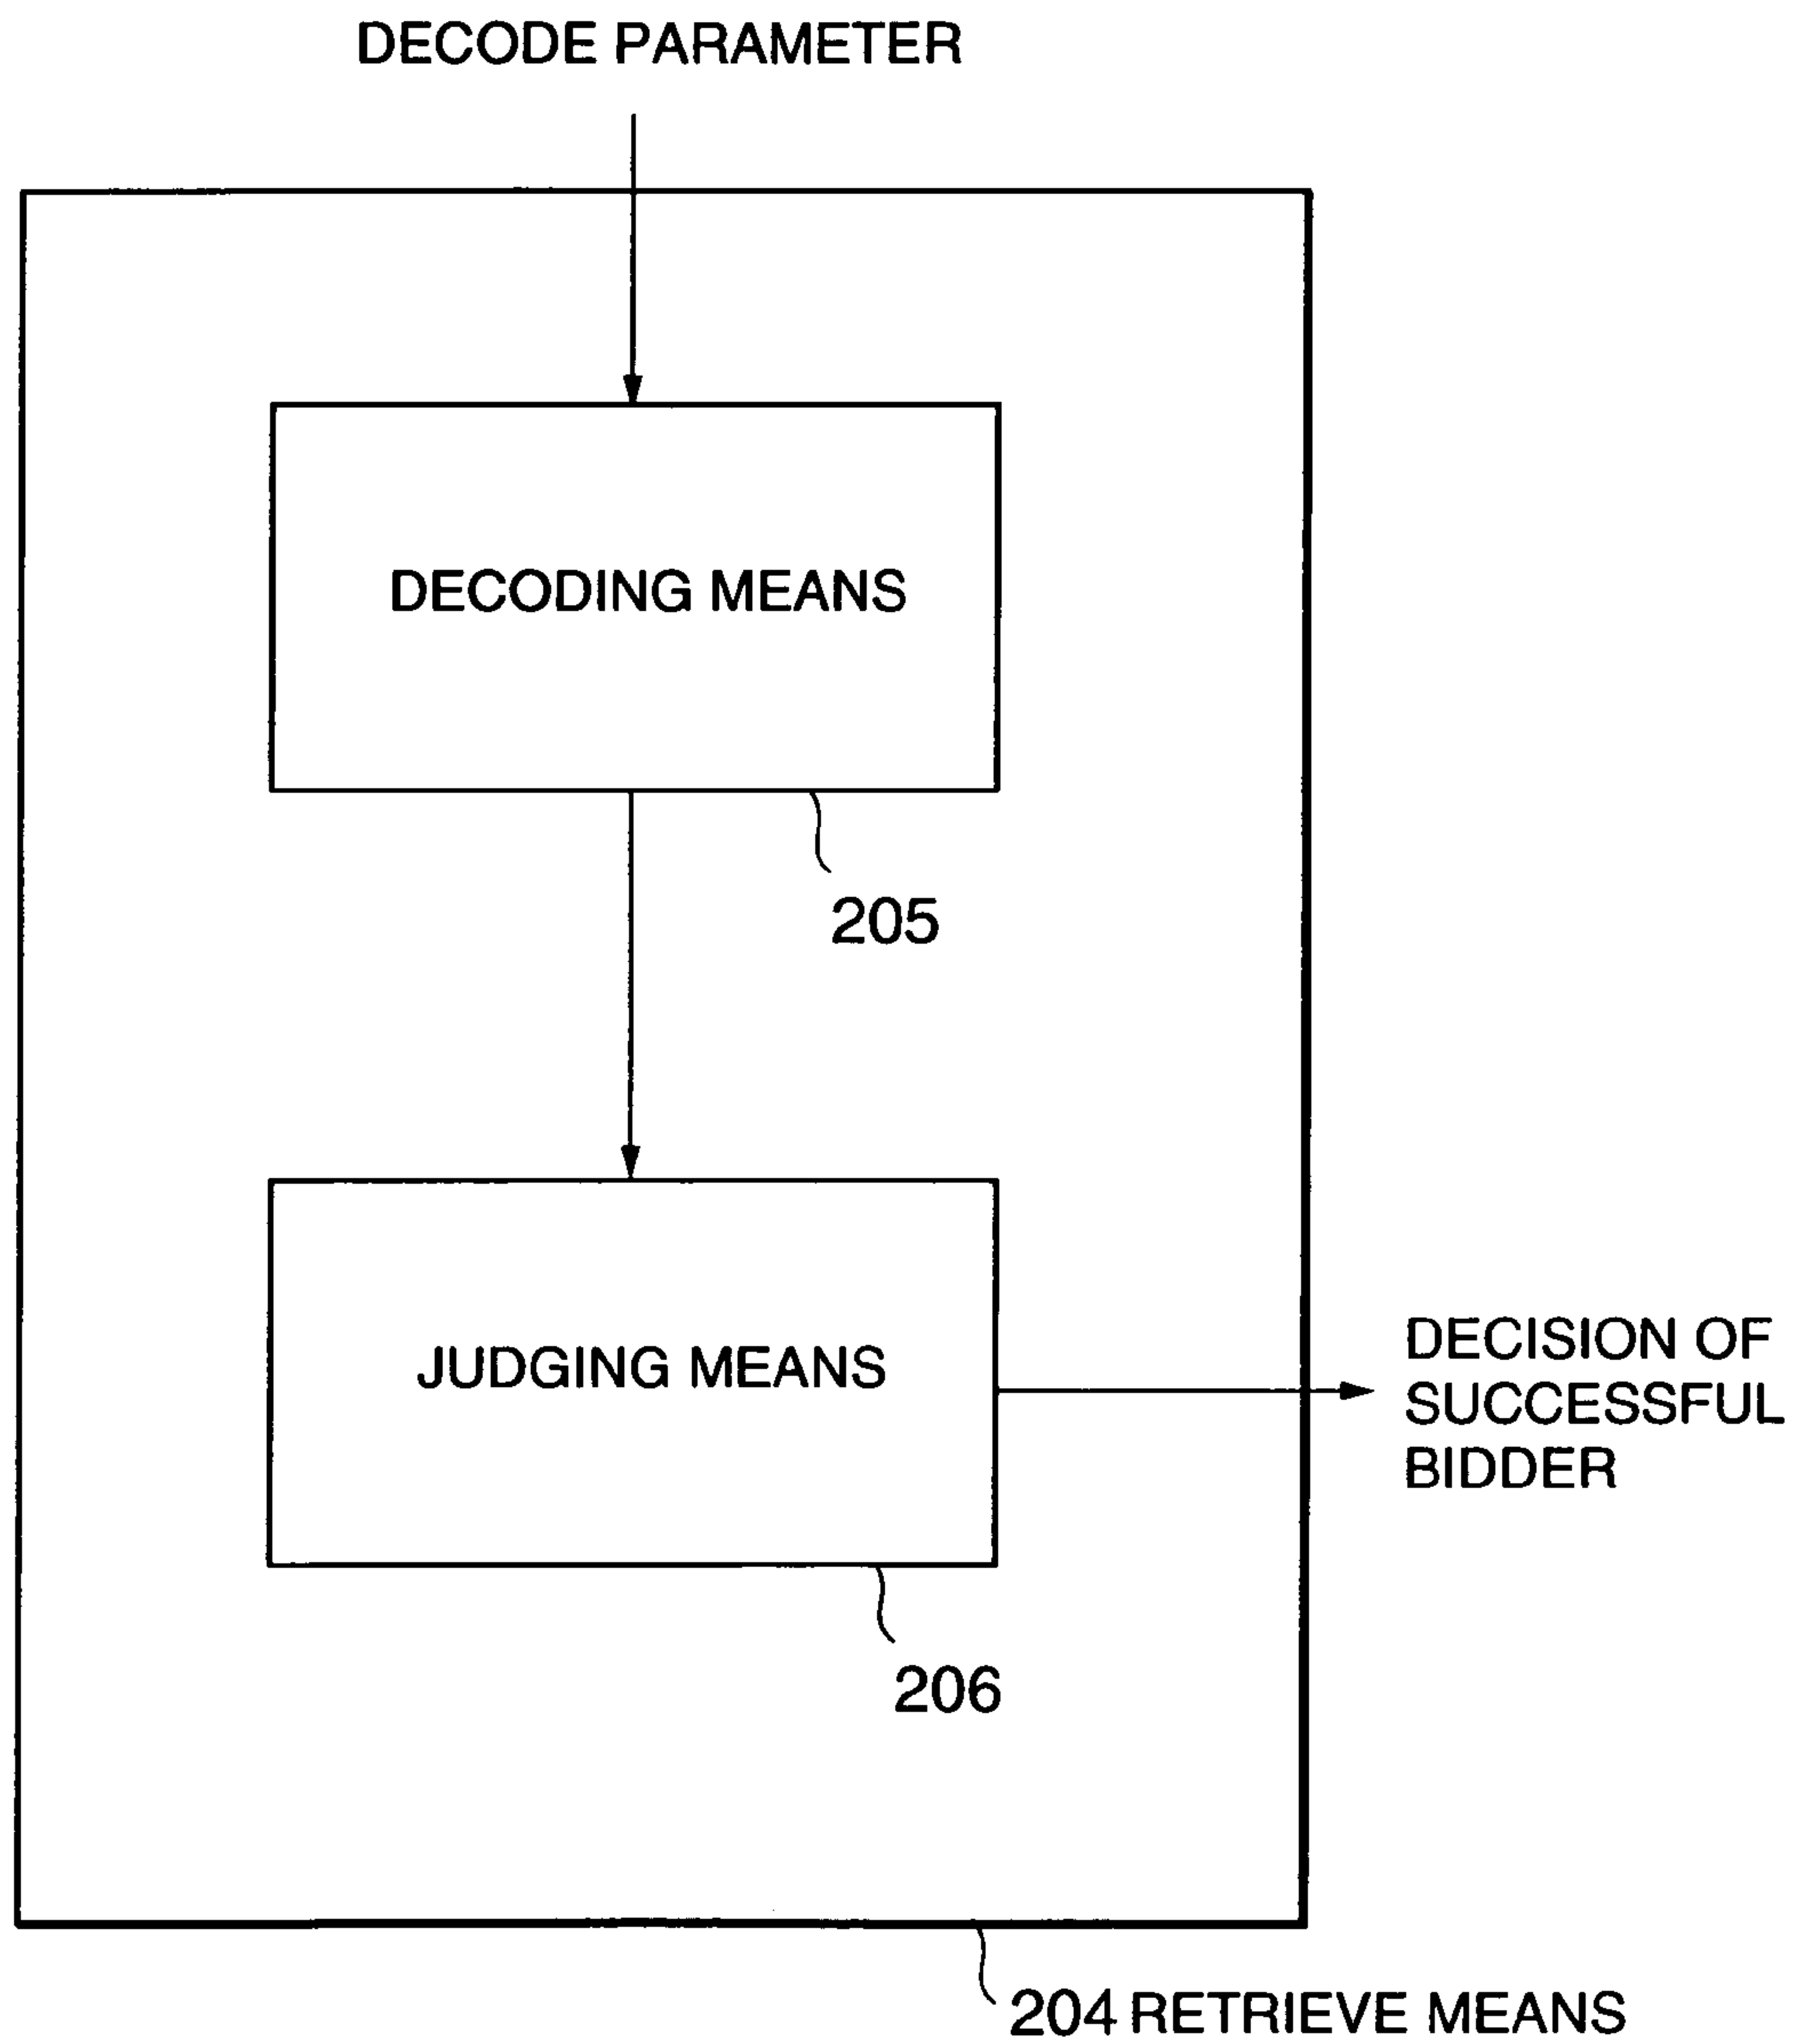 DECODE PARAMETER
DECODING MEANS
205
JUDGING MEANS
DECISION OF
SUCCESSFUL
BIDDER
206
204 RETRIEVE MEANS